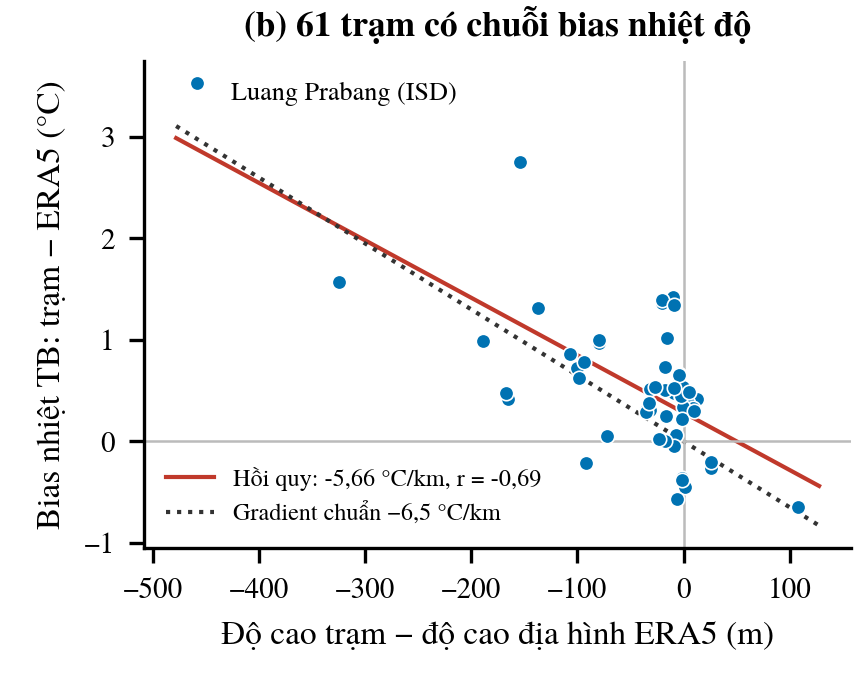 (b) 61 trạm có chuỗi bias nhiệt độ
Luang Prabang (ISD)
Bias nhiệt TB: trạm − ERA5 (°C)
3
2
1
0
−1
Hồi quy: -5,66 °C/km, r = -0,69
Gradient chuẩn −6,5 °C/km
−500 −400 −300 −200 −100 0 100
Độ cao trạm − độ cao địa hình ERA5 (m)